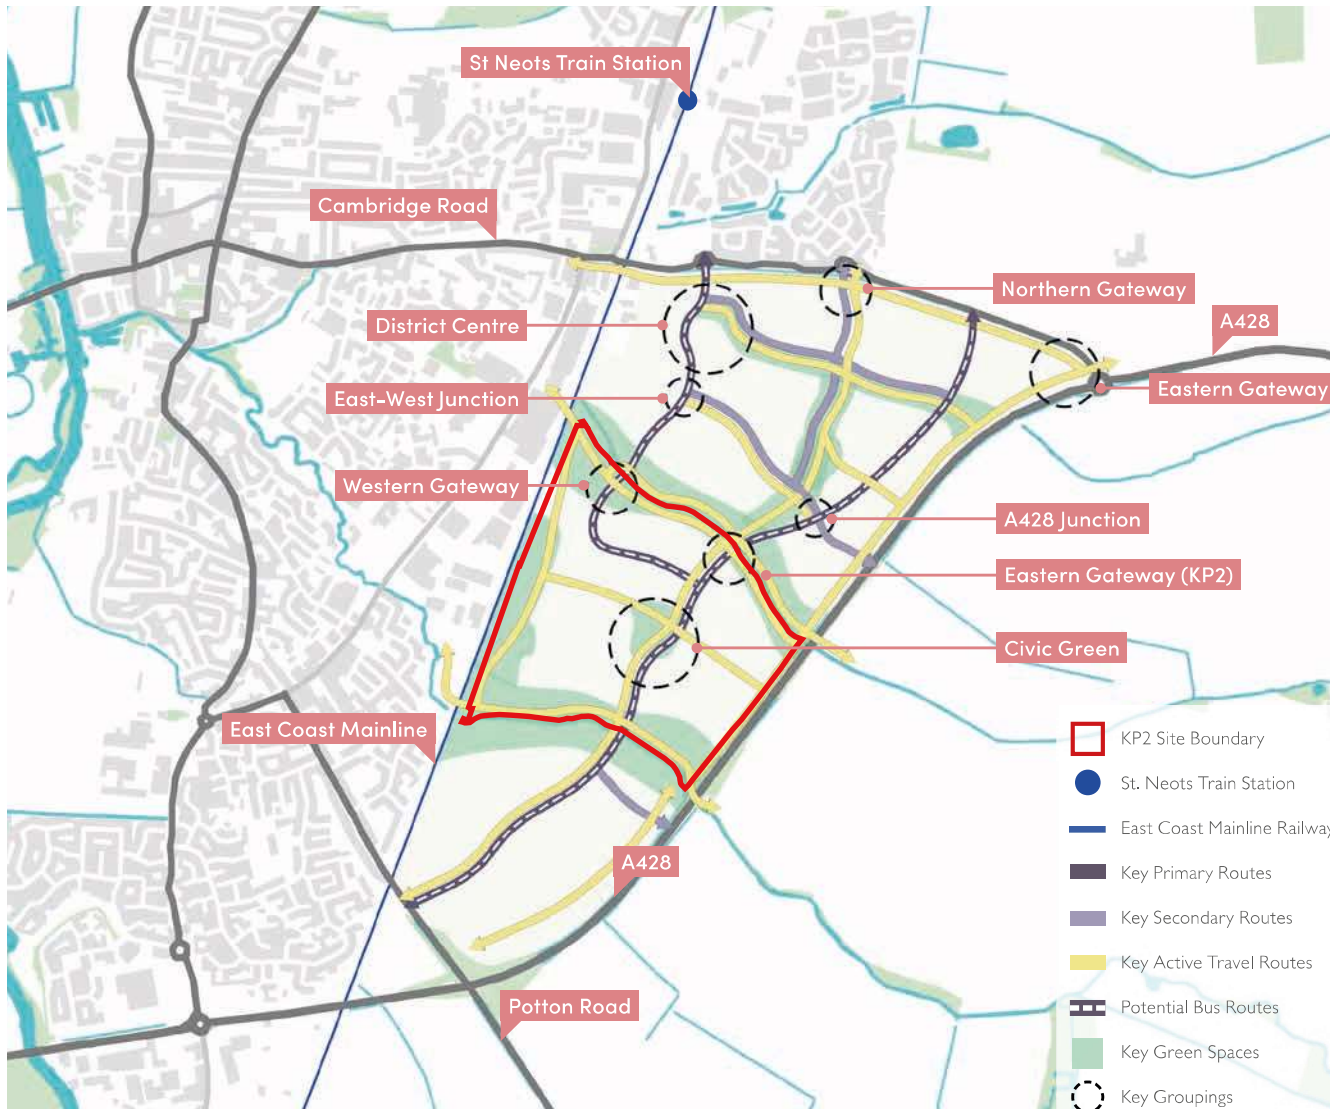 St Neots Train Station
Cambridge Road
Northern Gateway
District Centre
A428
East-West Junction
Eastern Gateway
Western Gateway
A428 Junction
Eastern Gateway (KP2)
Civic Green
East Coast Mainline
A428
Potton Road
KP2 Site Boundary
St. Neots Train Station
East Coast Mainline Railway
Key Primary Routes
Key Secondary Routes
Key Active Travel Routes
Potential Bus Routes
Key Green Spaces
Key Groupings